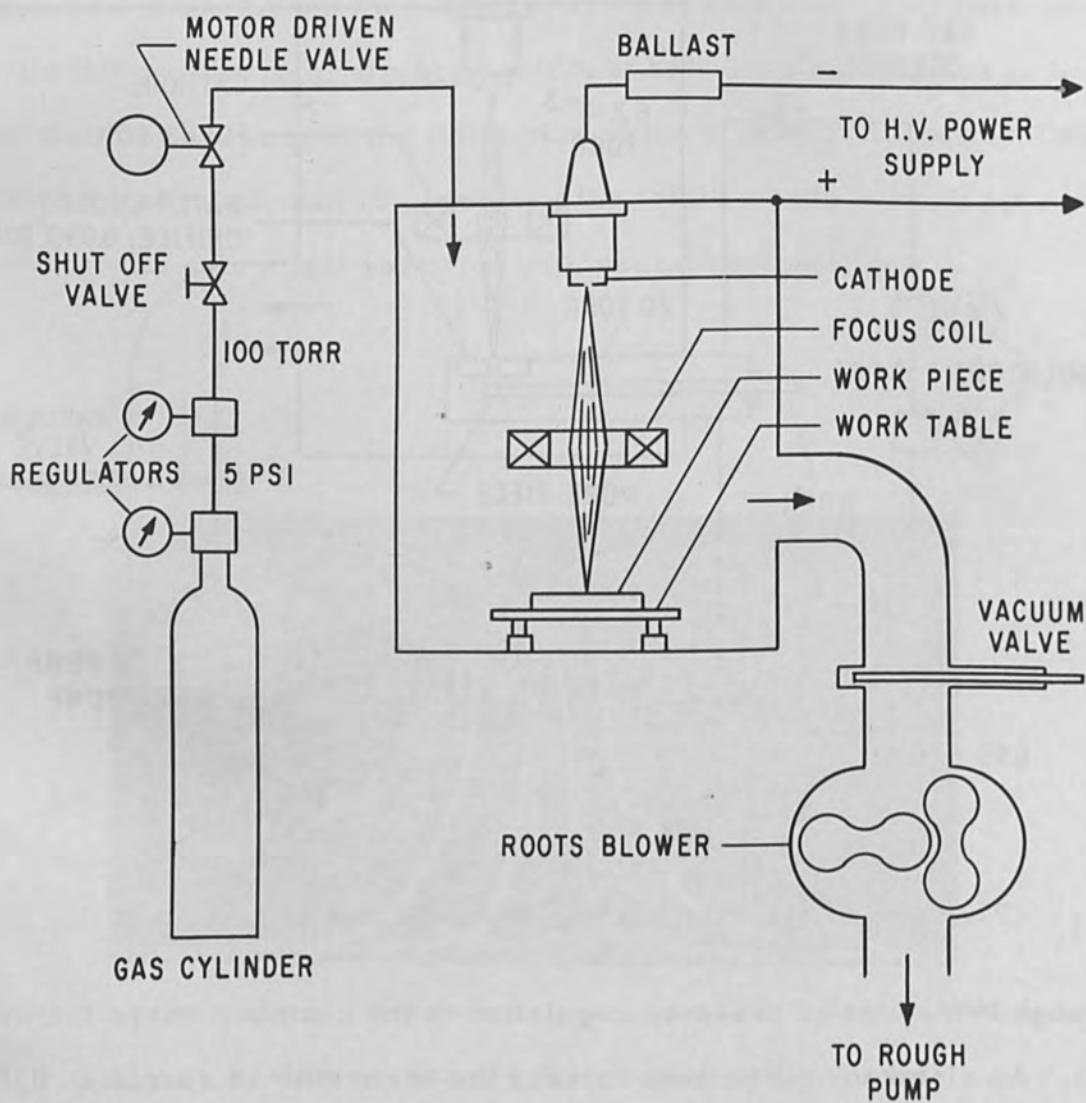 MOTOR DRIVEN
NEEDLE VALVE
BALLAST
−
TO H.V. POWER
SUPPLY
+
SHUT OFF
VALVE
CATHODE
100 TORR
FOCUS COIL
WORK PIECE
WORK TABLE
REGULATORS
5 PSI
VACUUM
VALVE
ROOTS BLOWER
GAS CYLINDER
TO ROUGH
PUMP